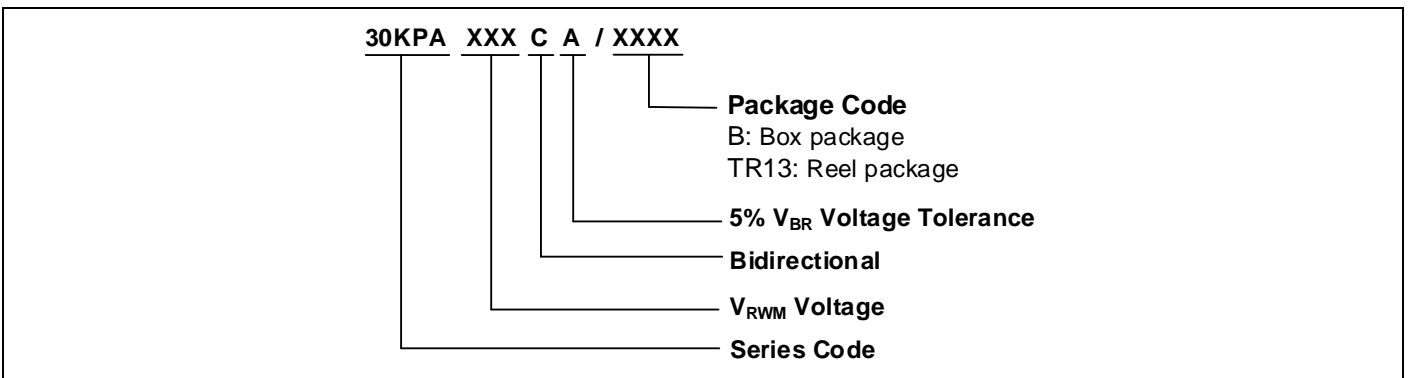 30KPA XXX C A / XXXX
Package Code
B: Box package
TR13: Reel package
5% VBR Voltage Tolerance
Bidirectional
VRWM Voltage
Series Code